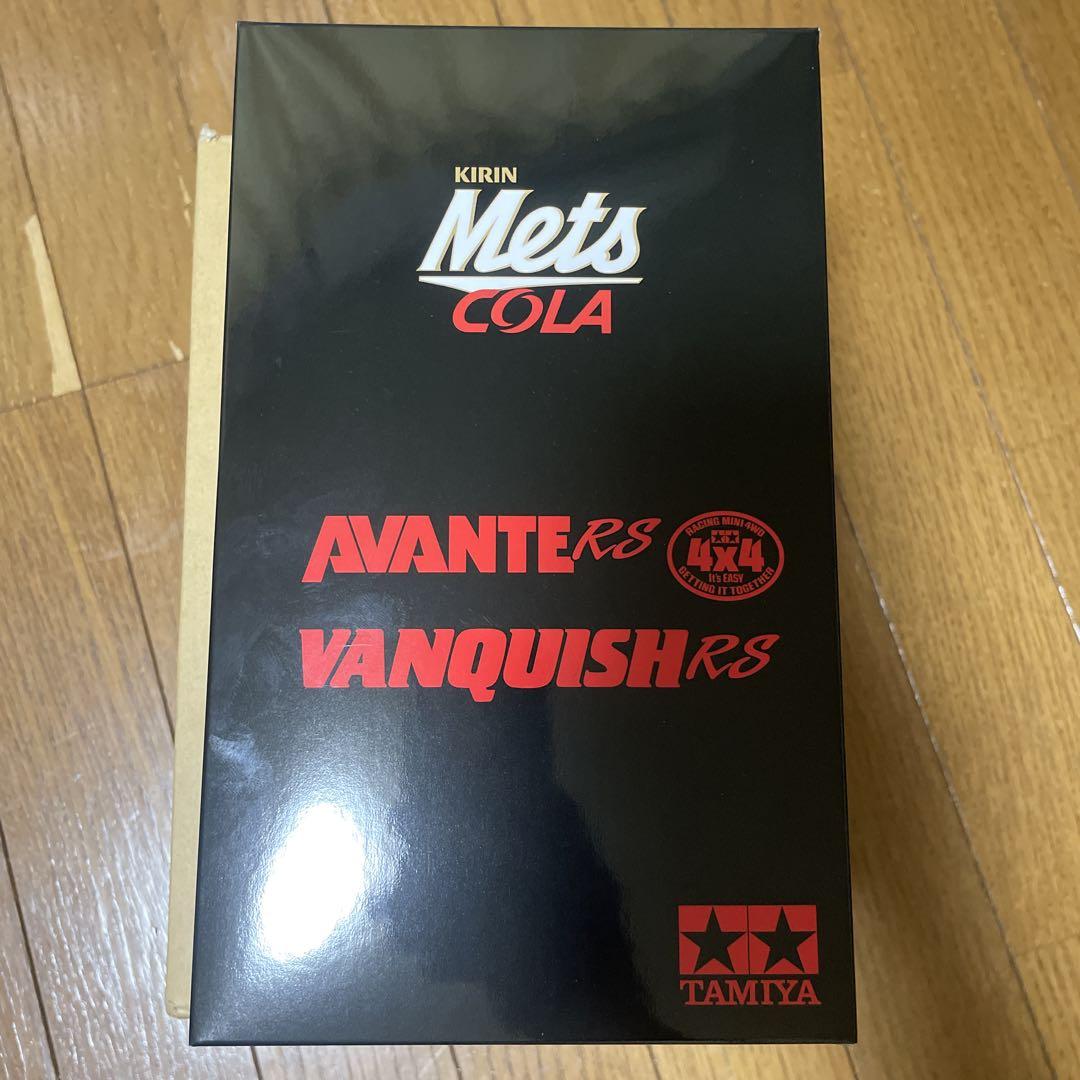 KIRIN
Mets
COLA
AVANTE RS
RACING MINI 4WD
4x4
It's EASY
GETTING IT TOGETHER
VANQUISH RS
TAMIYA